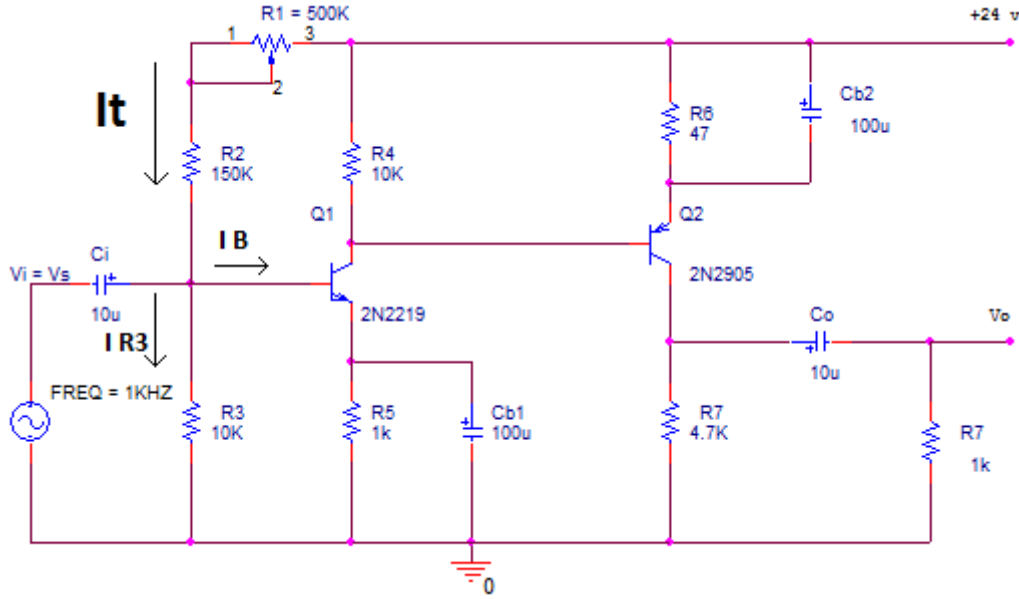 R1 = 500K
+24 v
1
3
2
It
R6
47
Cb2
100u
R2
150K
R4
10K
Q1
Q2
I B
Ci
Vi = Vs
2N2905
10u
2N2219
Co
Vo
I R3
10u
FREQ = 1KHZ
R3
10K
R5
1k
Cb1
100u
R7
4.7K
R7
1k
0